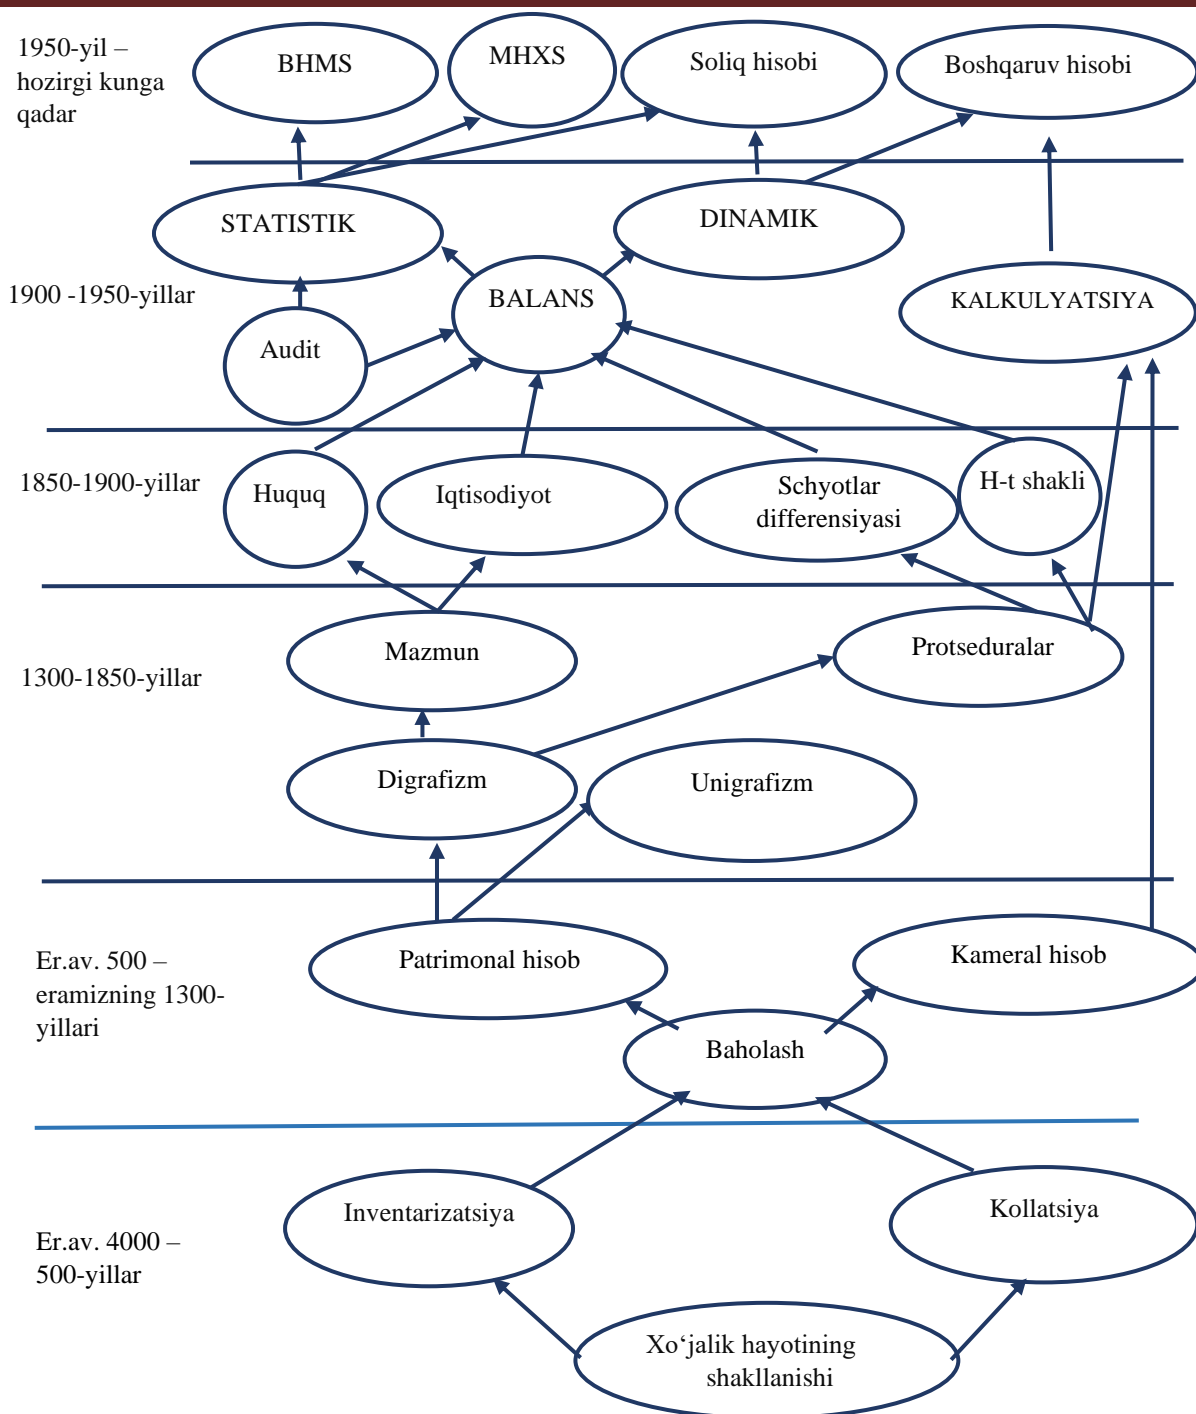 1950-yil –
hozirgi kunga
qadar
BHMS
MHXS
Soliq hisobi
Boshqaruv hisobi
STATISTIK
DINAMIK
1900 -1950-yillar
BALANS
KALKULYATSIYA
Audit
1850-1900-yillar
Huquq
Iqtisodiyot
Schyotlar
differensiyasi
H-t shakli
1300-1850-yillar
Mazmun
Protseduralar
Digrafizm
Unigrafizm
Er.av. 500 –
eramizning 1300-
yillari
Patrimonal hisob
Kameral hisob
Baholash
Er.av. 4000 –
500-yillar
Inventarizatsiya
Kollatsiya
Xo‘jalik hayotining
shakllanishi